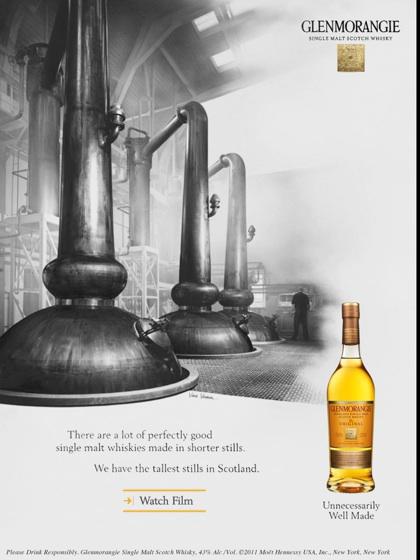 GLENMORANGIE
SINGLE MALT SCOTCH WHISKY
GLENMORANGIE
ORIGINAL
There are a lot of perfectly good
single malt whiskies made in shorter stills.
We have the tallest stills in Scotland.
Watch Film
Unnecessarily
Well Made
Please Drink Responsibly. Glenmorangie Single Malt Scotch Whisky, 43% Alc./Vol. ©2011 Moët Hennessy USA, Inc., New York, New York